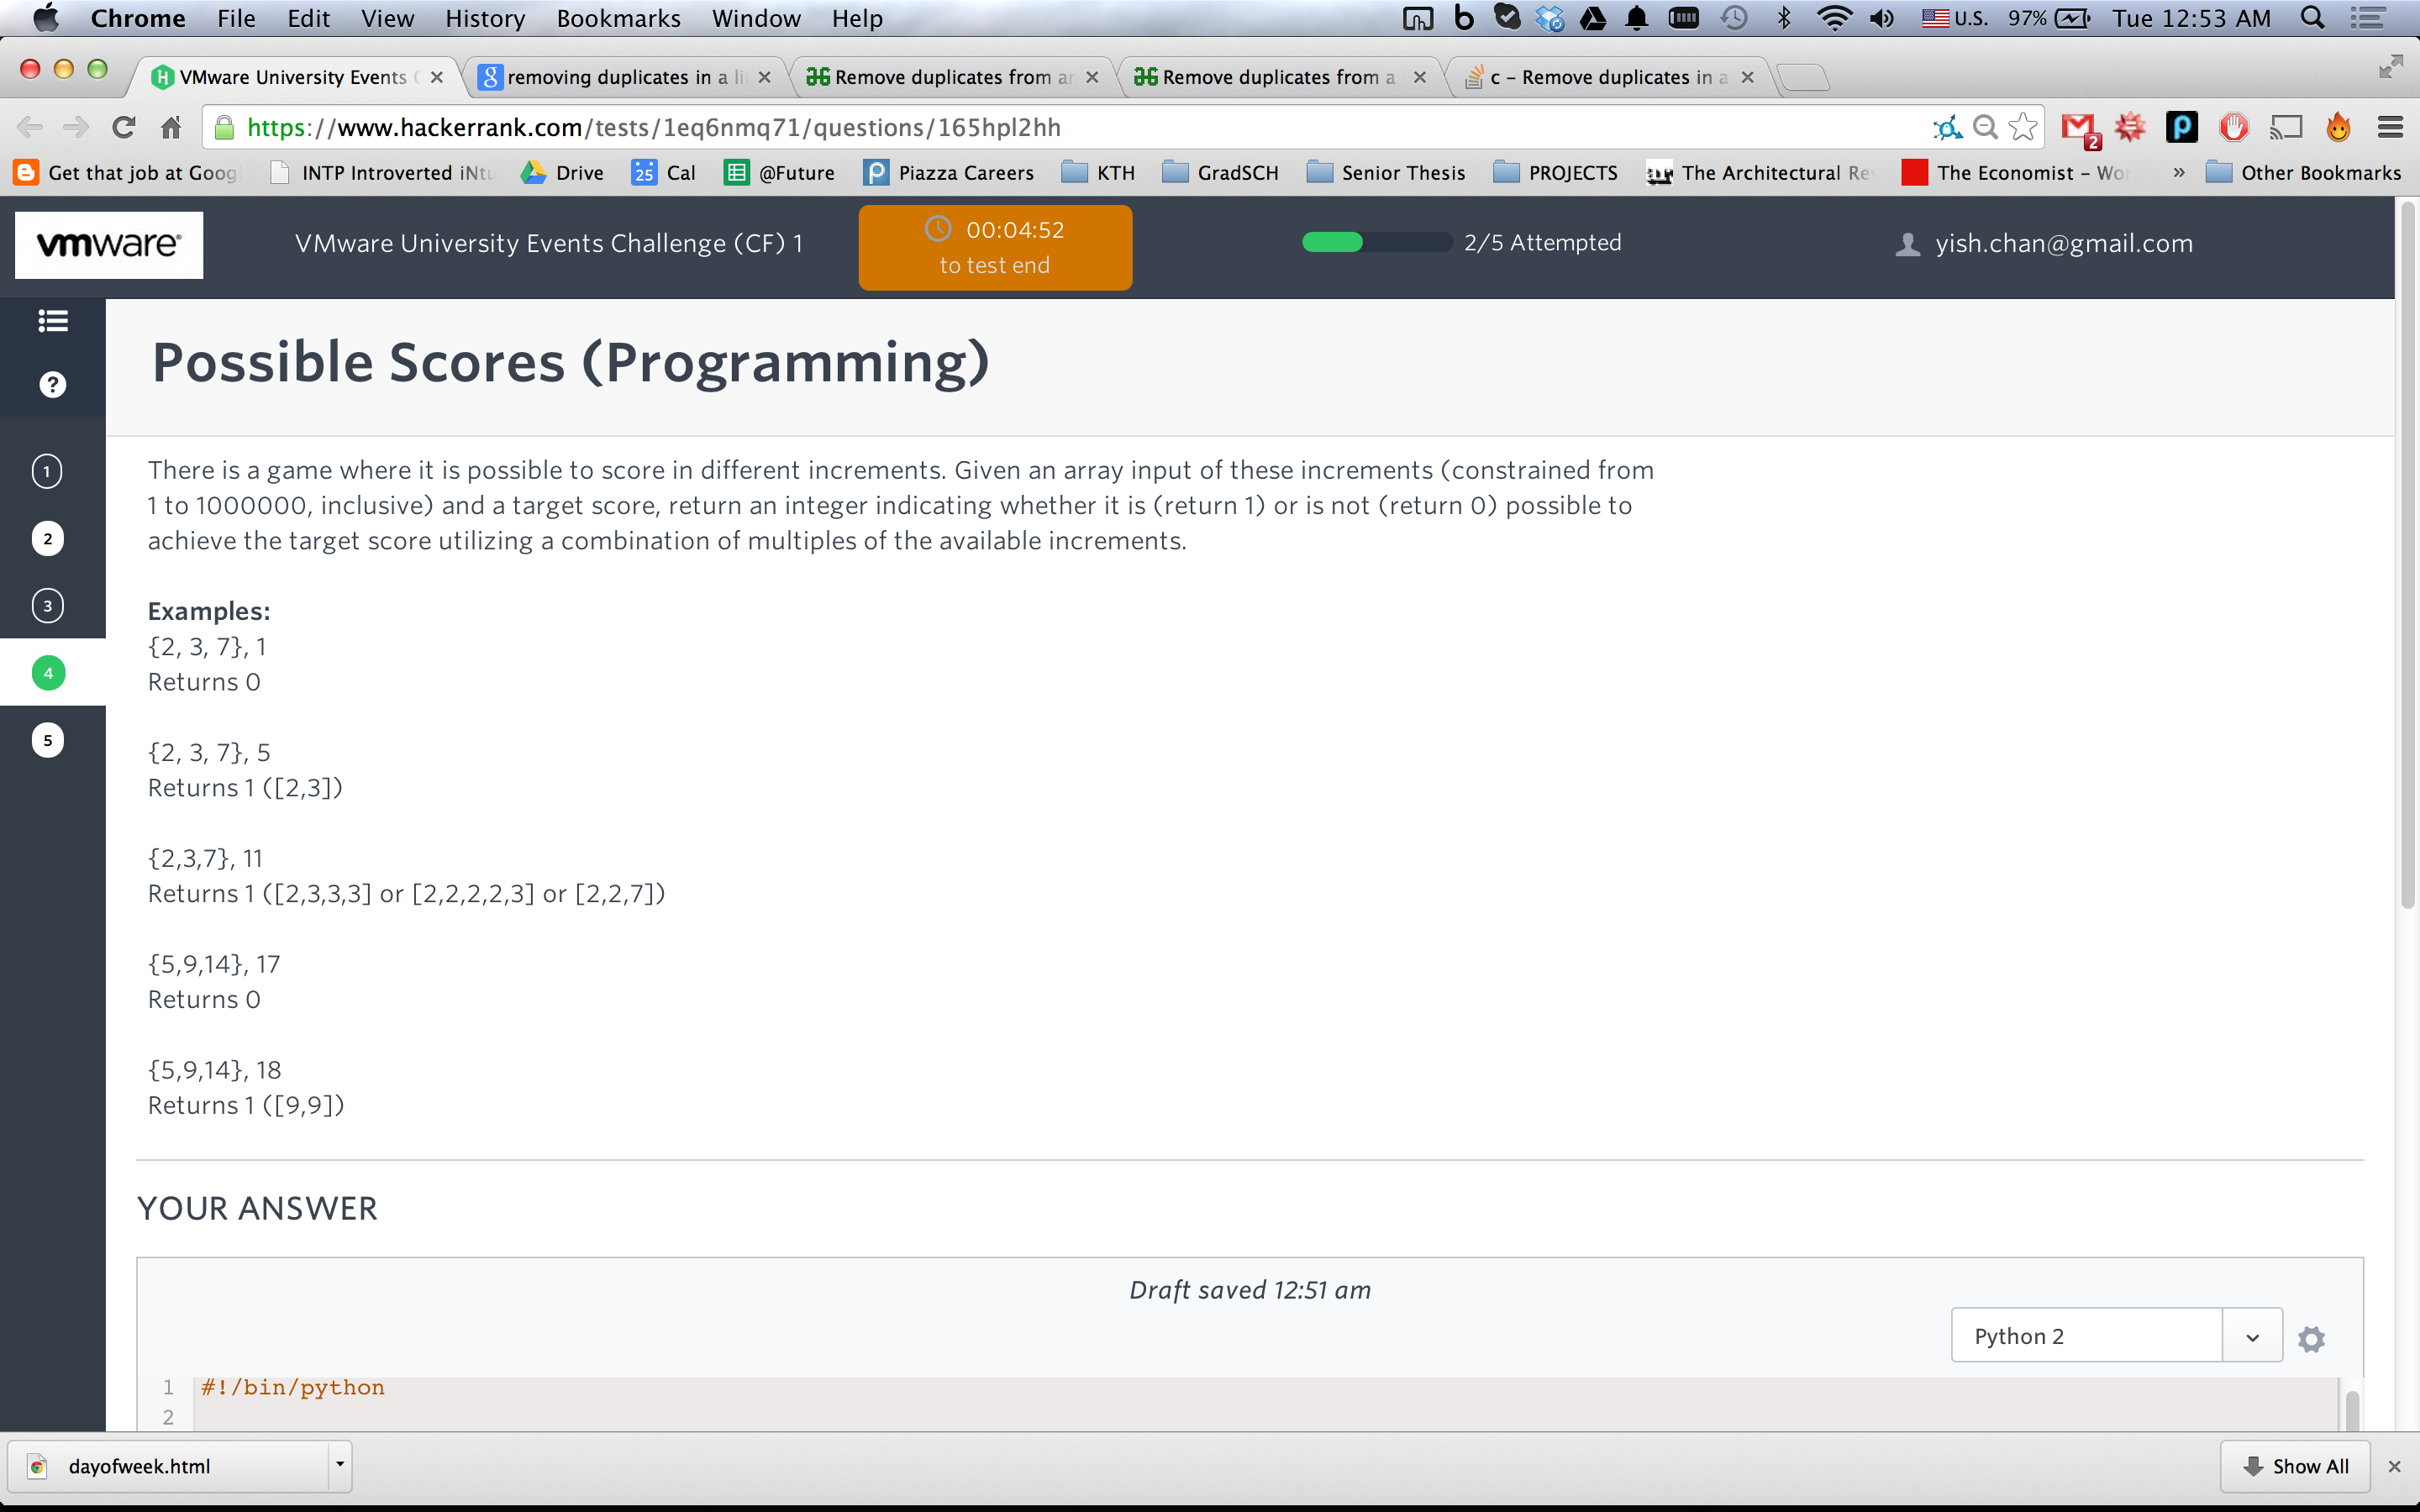 Chrome File Edit View History Bookmarks Window Help U.S. 97% Tue 12:53 AM
VMware University Events removing duplicates in a li Remove duplicates from Remove duplicates from a c – Remove duplicates in a
https://www.hackerrank.com/tests/1eq6nmq71/questions/165hpl2hh 2
Get that job at Goog INTP Introverted iNtu Drive 25 Cal @Future Piazza Careers KTH GradSCH Senior Thesis PROJECTS The Architectural Re The Economist – Wor » Other Bookmarks
vmware VMware University Events Challenge (CF) 1 00:04:52 2/5 Attempted yish.chan@gmail.com
to test end
Possible Scores (Programming)
?
1
2
3
4
5
There is a game where it is possible to score in different increments. Given an array input of these increments (constrained from
1 to 1000000, inclusive) and a target score, return an integer indicating whether it is (return 1) or is not (return 0) possible to
achieve the target score utilizing a combination of multiples of the available increments.
Examples:
{2, 3, 7}, 1
Returns 0
{2, 3, 7}, 5
Returns 1 ([2,3])
{2,3,7}, 11
Returns 1 ([2,3,3,3] or [2,2,2,2,3] or [2,2,7])
{5,9,14}, 17
Returns 0
{5,9,14}, 18
Returns 1 ([9,9])
YOUR ANSWER
Draft saved 12:51 am
Python 2
1 #!/bin/python
2
dayofweek.html Show All